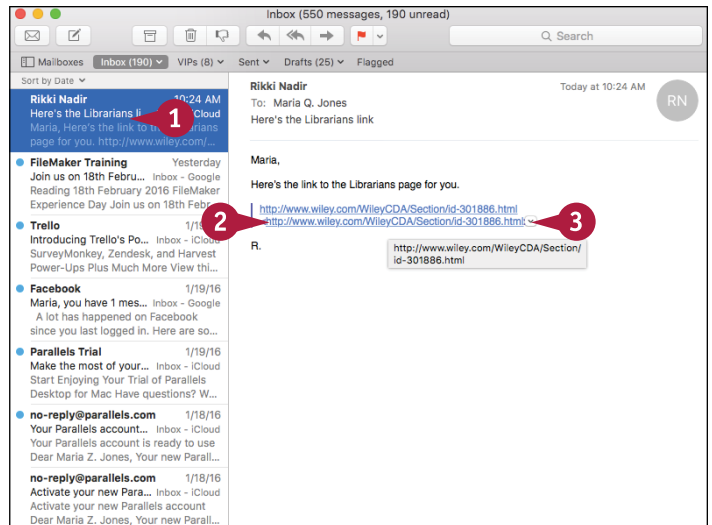 Inbox (550 messages, 190 unread)
Search
Mailboxes Inbox (190) VIPs (8) Sent Drafts (25) Flagged
Sort by Date
Rikki Nadir 10:24 AM
Here's the Librarians li Cloud
Maria, Here's the link to th arians
page for you. http://www.wiley.com/...
1
FileMaker Training Yesterday
Join us on 18th Febru... Inbox - Google
Reading 18th February 2016 FileMaker
Experience Day Join us on 18th Febr
Trello 1/1
Introducing Trello's Po... Inbox - iCloud
SurveyMonkey, Zendesk, and Harvest
Power-Ups Plus Much More View thi...
Facebook 1/19/16
Maria, you have 1 mes... Inbox - Google
A lot has happened on Facebook
since you last logged in. Here are so...
Parallels Trial 1/19/16
Make the most of your... Inbox - iCloud
Start Enjoying Your Trial of Parallels
Desktop for Mac Have questions? W...
no-reply@parallels.com 1/18/16
Your Parallels account... Inbox - iCloud
Your Parallels account is ready to use
Dear Maria Z. Jones, Your new Parall...
no-reply@parallels.com 1/18/16
Activate your new Para... Inbox - iCloud
Activate your new Parallels account
Dear Maria Z. Jones, Your new Parall...
Rikki Nadir Today at 10:24 AM
RN
To: Maria Q. Jones
Here's the Librarians link
Maria,
Here's the link to the Librarians page for you.
http://www.wiley.com/WileyCDA/Section/id-301886.html
2 http://www.wiley.com/WileyCDA/Section/id-301886.html 3
R.
http://www.wiley.com/WileyCDA/Section/
id-301886.html